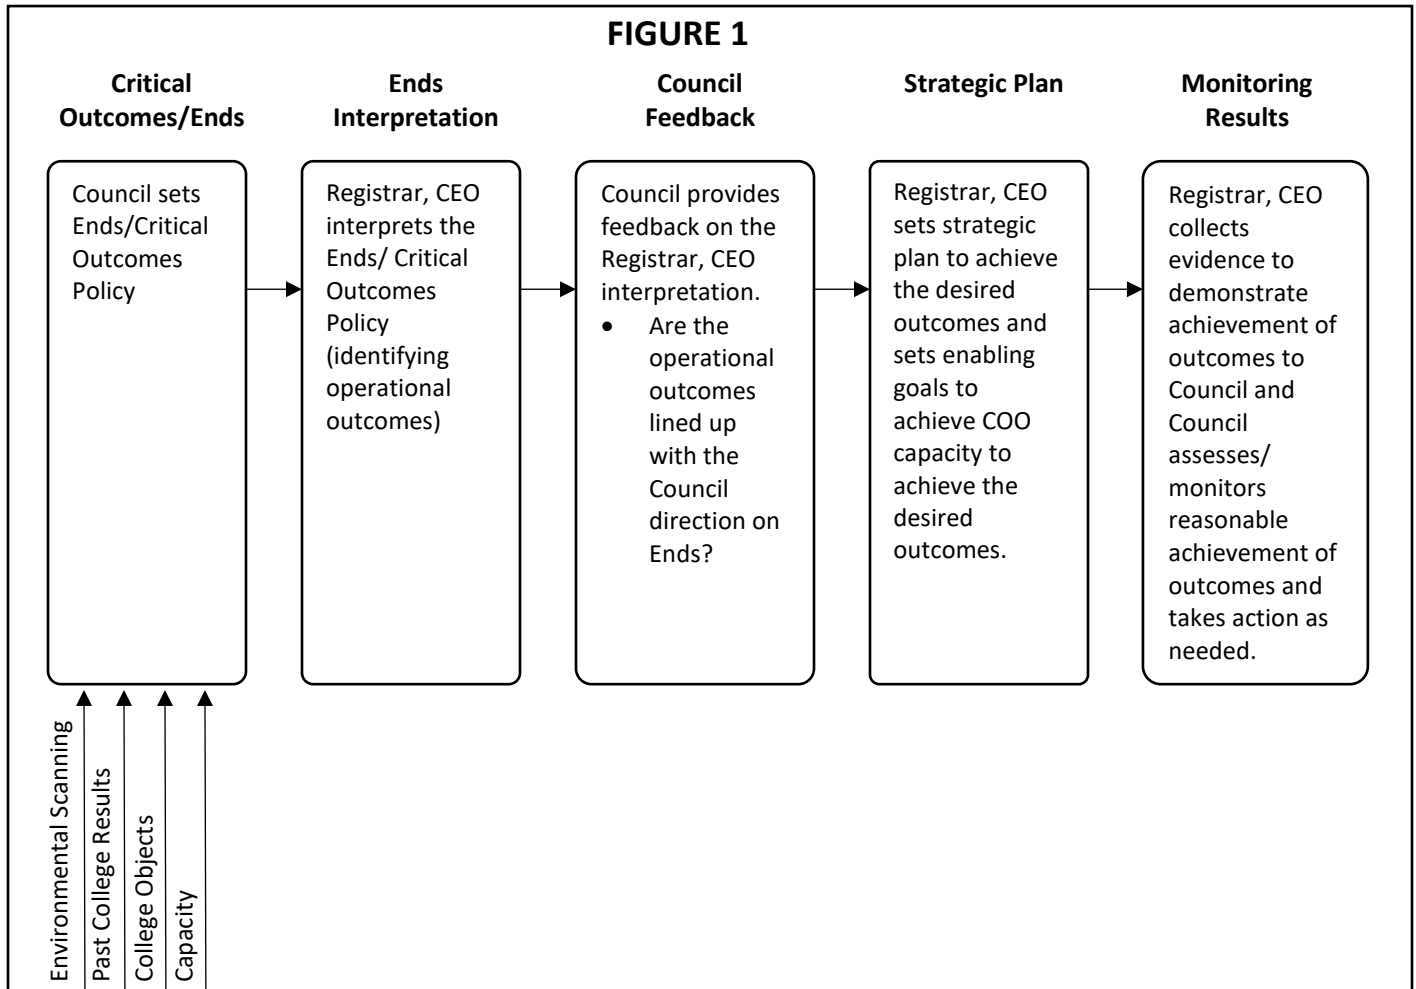 FIGURE 1
Critical
Outcomes/Ends
Ends
Interpretation
Council
Feedback
Strategic Plan
Monitoring
Results
Council sets
Ends/Critical
Outcomes
Policy
Registrar, CEO
interprets the
Ends/ Critical
Outcomes
Policy
(identifying
operational
outcomes)
Council provides
feedback on the
Registrar, CEO
interpretation.
• Are the
operational
outcomes
lined up
with the
Council
direction on
Ends?
Registrar, CEO
sets strategic
plan to achieve
the desired
outcomes and
sets enabling
goals to
achieve COO
capacity to
achieve the
desired
outcomes.
Registrar, CEO
collects
evidence to
demonstrate
achievement of
outcomes to
Council and
Council
assesses/
monitors
reasonable
achievement of
outcomes and
takes action as
needed.
Environmental Scanning
Past College Results
College Objects
Capacity